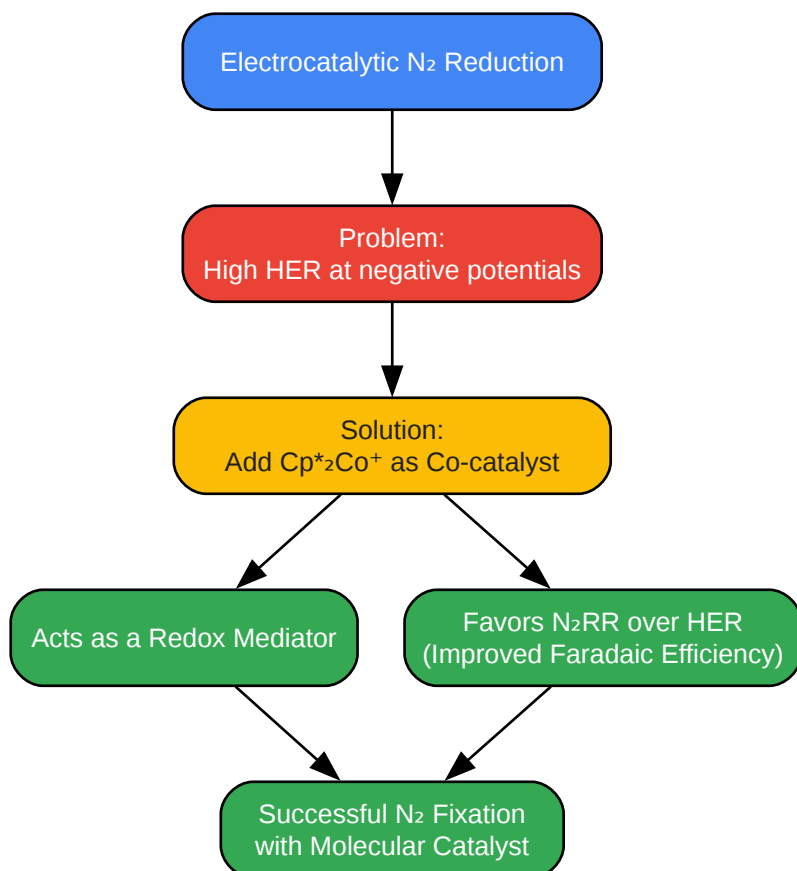 Electrocatalytic N₂ Reduction
Problem:
High HER at negative potentials
Solution:
Add Cp*₂Co⁺ as Co-catalyst
Acts as a Redox Mediator
Favors N₂RR over HER
(Improved Faradaic Efficiency)
Successful N₂ Fixation
with Molecular Catalyst